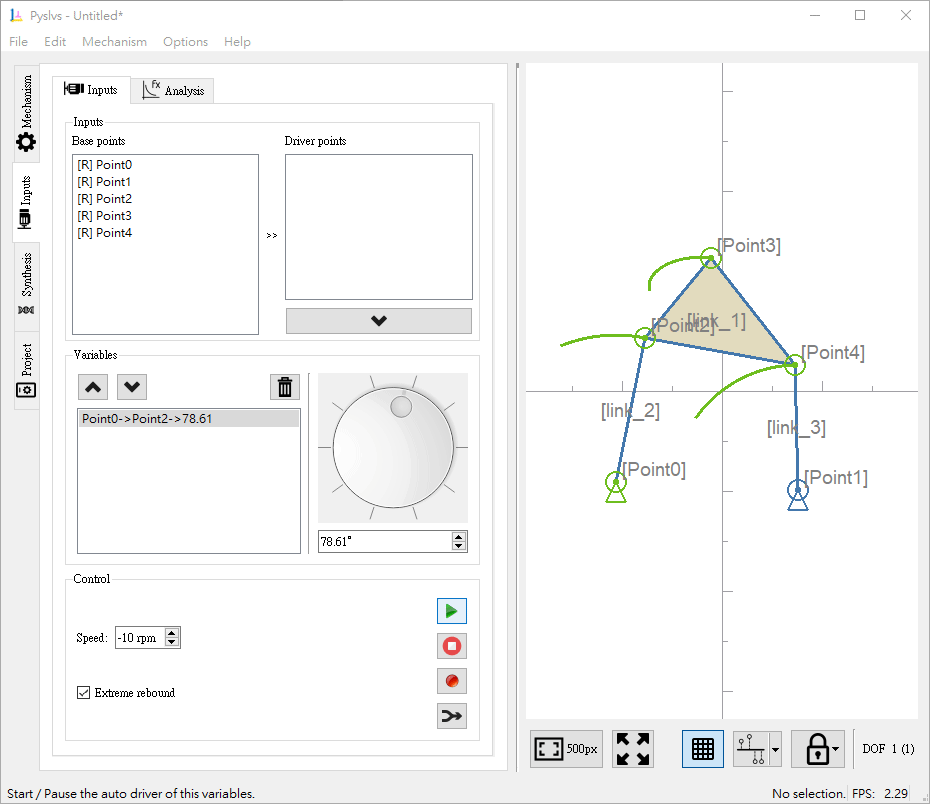 Pyslvs - Untitled*
File Edit Mechanism Options Help
Mechanism
Inputs
Synthesis
Project
Inputs
fx Analysis
Inputs
Base points
Driver points
[R] Point0
[R] Point1
[R] Point2
[R] Point3
[R] Point4
>>
Variables
Point0->Point2->78.61
78.61°
Control
Speed: -10 rpm
Extreme rebound
[Point3]
[Point2]
[link_1]
[Point4]
[link_2]
[link_3]
[Point0]
[Point1]
500px
DOF 1 (1)
Start / Pause the auto driver of this variables.
No selection. FPS: 2.29